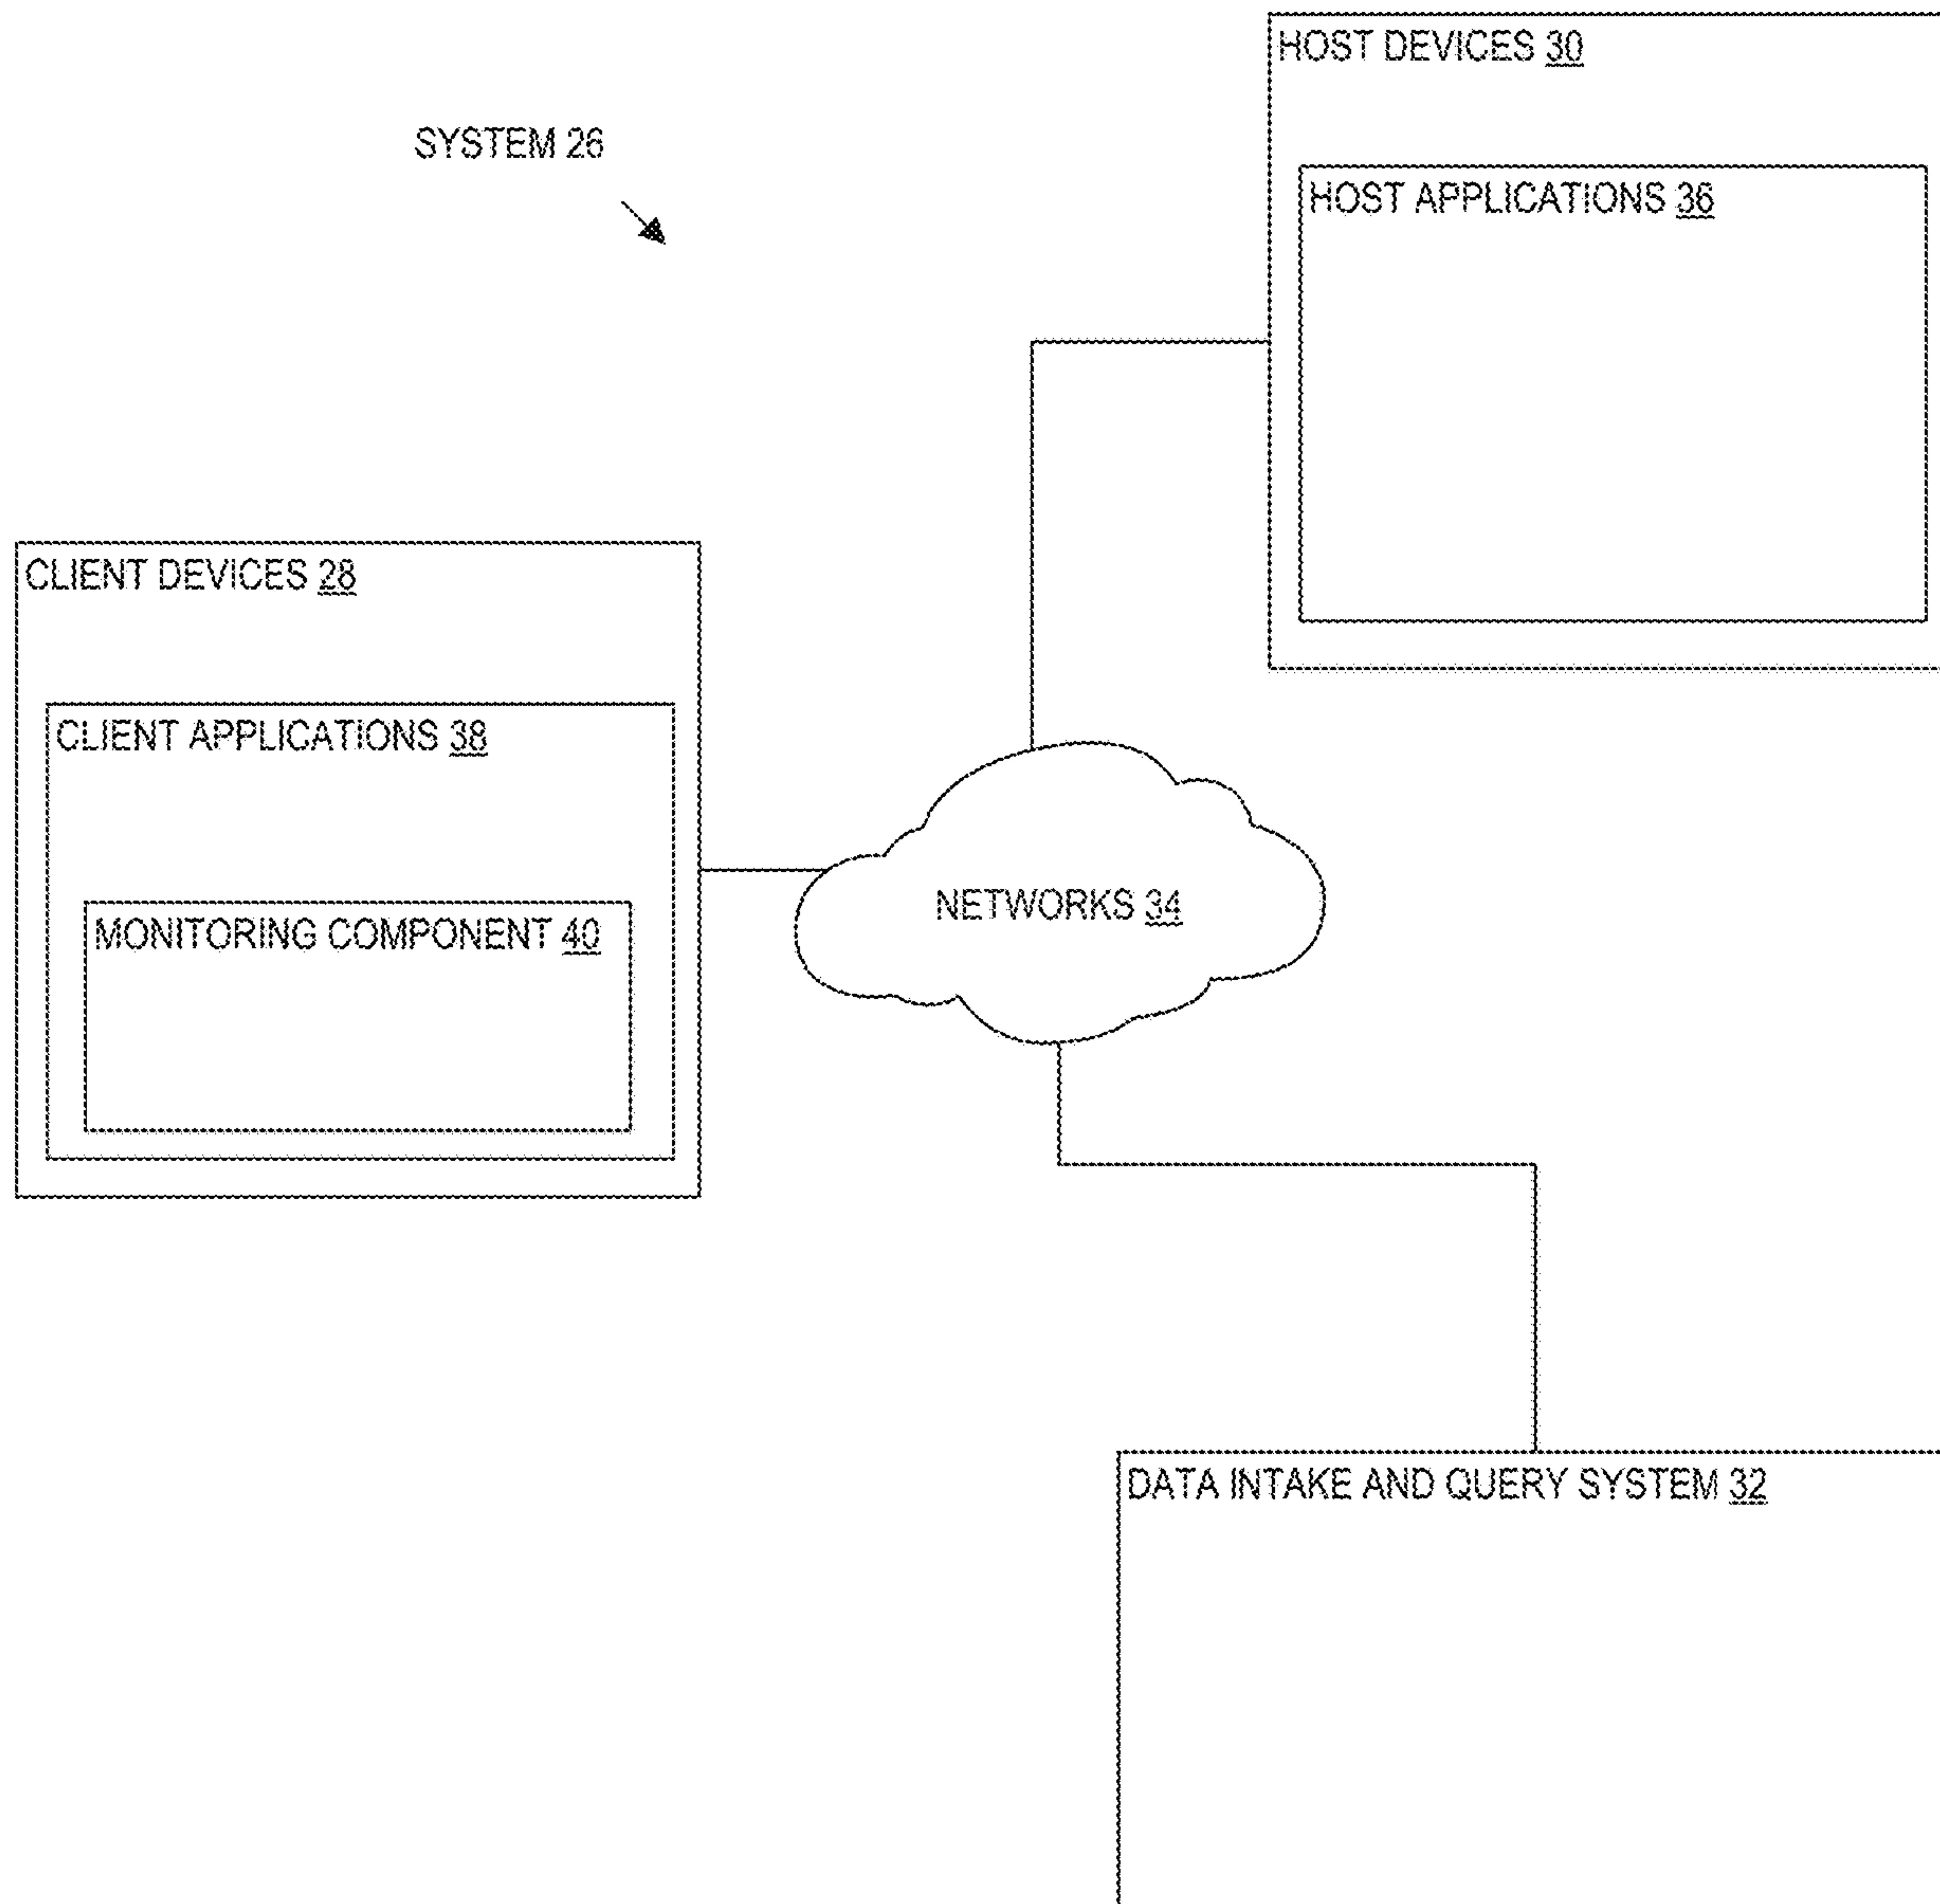 HOST DEVICES 30
SYSTEM 26
HOST APPLICATIONS 36
CLIENT DEVICES 28
CLIENT APPLICATIONS 38
NETWORKS 34
MONITORING COMPONENT 40
DATA INTAKE AND QUERY SYSTEM 32